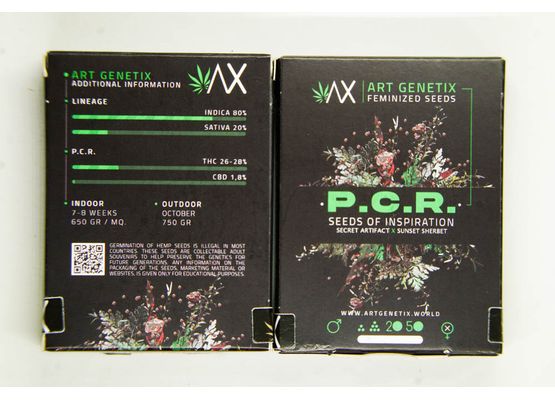 ART GENETIX
ADDITIONAL INFORMATION
AX
LINEAGE
INDICA 80%
SATIVA 20%
P.C.R.
THC 26-28%
CBD 1,8%
INDOOR
7-8 WEEKS
650 GR / MQ.
OUTDOOR
OCTOBER
750 GR
GERMINATION OF HEMP SEEDS IS ILLEGAL IN MOST
COUNTRIES. THESE SEEDS ARE COLLECTABLE ADULT
SOUVENIRS TO HELP PRESERVE THE GENETICS FOR
FUTURE GENERATIONS. ANY INFORMATION ON THE
PACKAGING OF THE SEEDS, MARKETING MATERIAL OR
WEBSITES, IS GIVEN ONLY FOR EDUCATIONAL PURPOSES.
AX
ART GENETIX
FEMINIZED SEEDS
P.C.R.
SEEDS OF INSPIRATION
SECRET ARTIFACT X SUNSET SHERBET
WWW.ARTGENETIX.WORLD
2 5